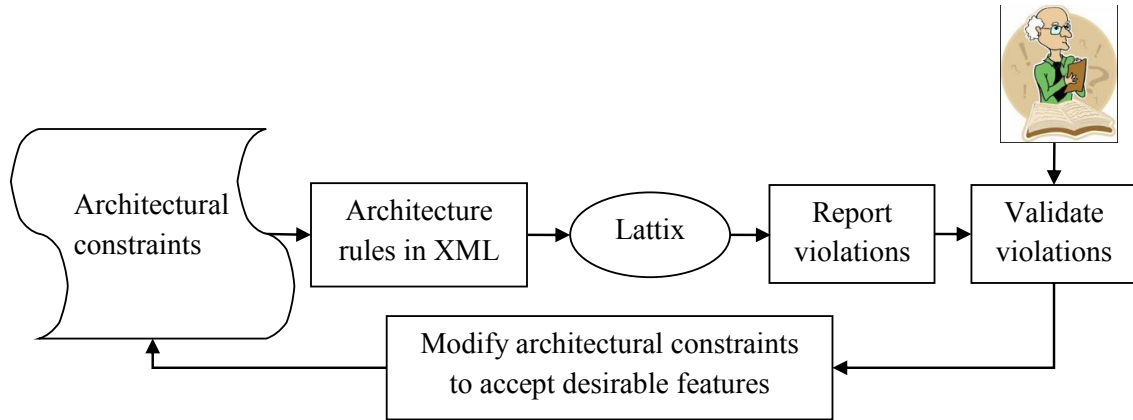 Architectural
constraints
Architecture
rules in XML
Lattix
Report
violations
Validate
violations
Modify architectural constraints
to accept desirable features